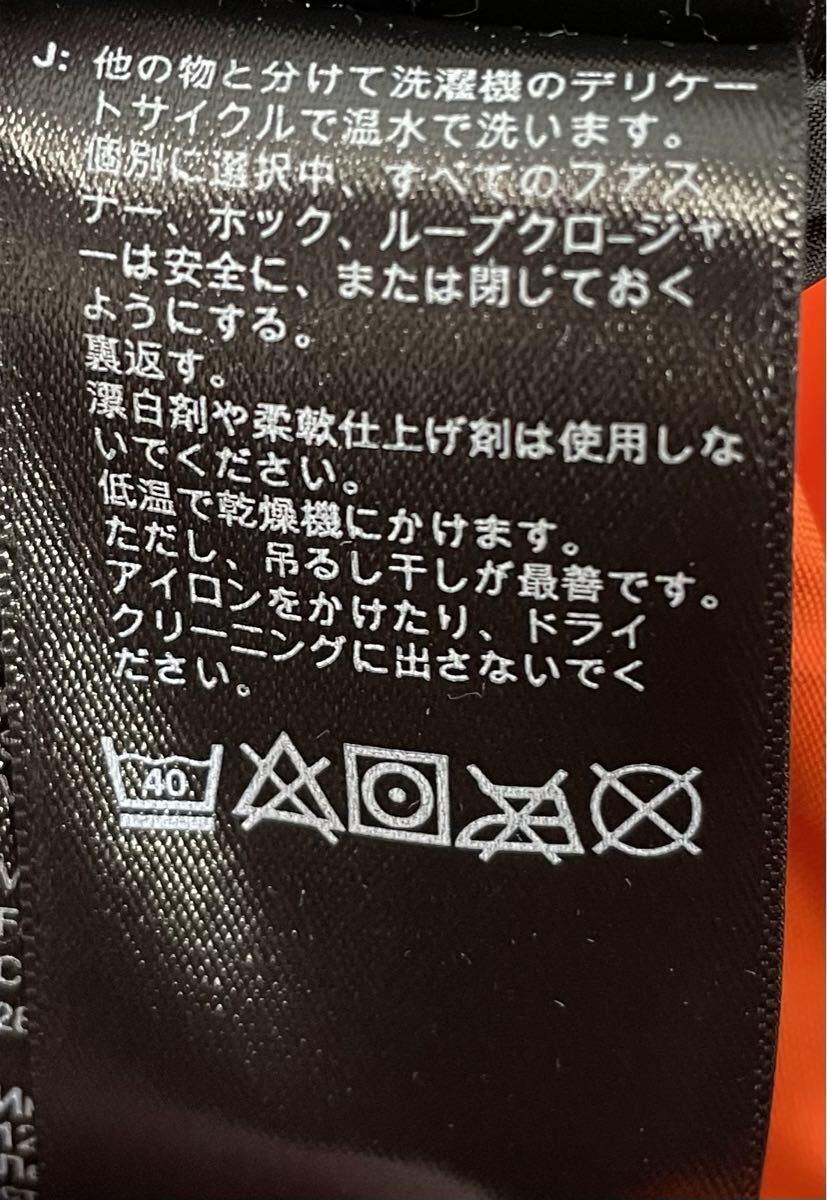 J: 他の物と分けて洗濯機のデリケー
トサイクルで温水で洗います。
個別に選択中、すべてのファス
ナー、ホック、ループクロージャ
ーは安全に、または閉じておく
ようにする。
裏返す。
漂白剤や柔軟仕上げ剤は使用しな
いでください。
低温で乾燥機にかけます。
ただし、吊るし干しが最善です。
アイロンをかけたり、ドライ
クリーニングに出さないでく
ださい。
40